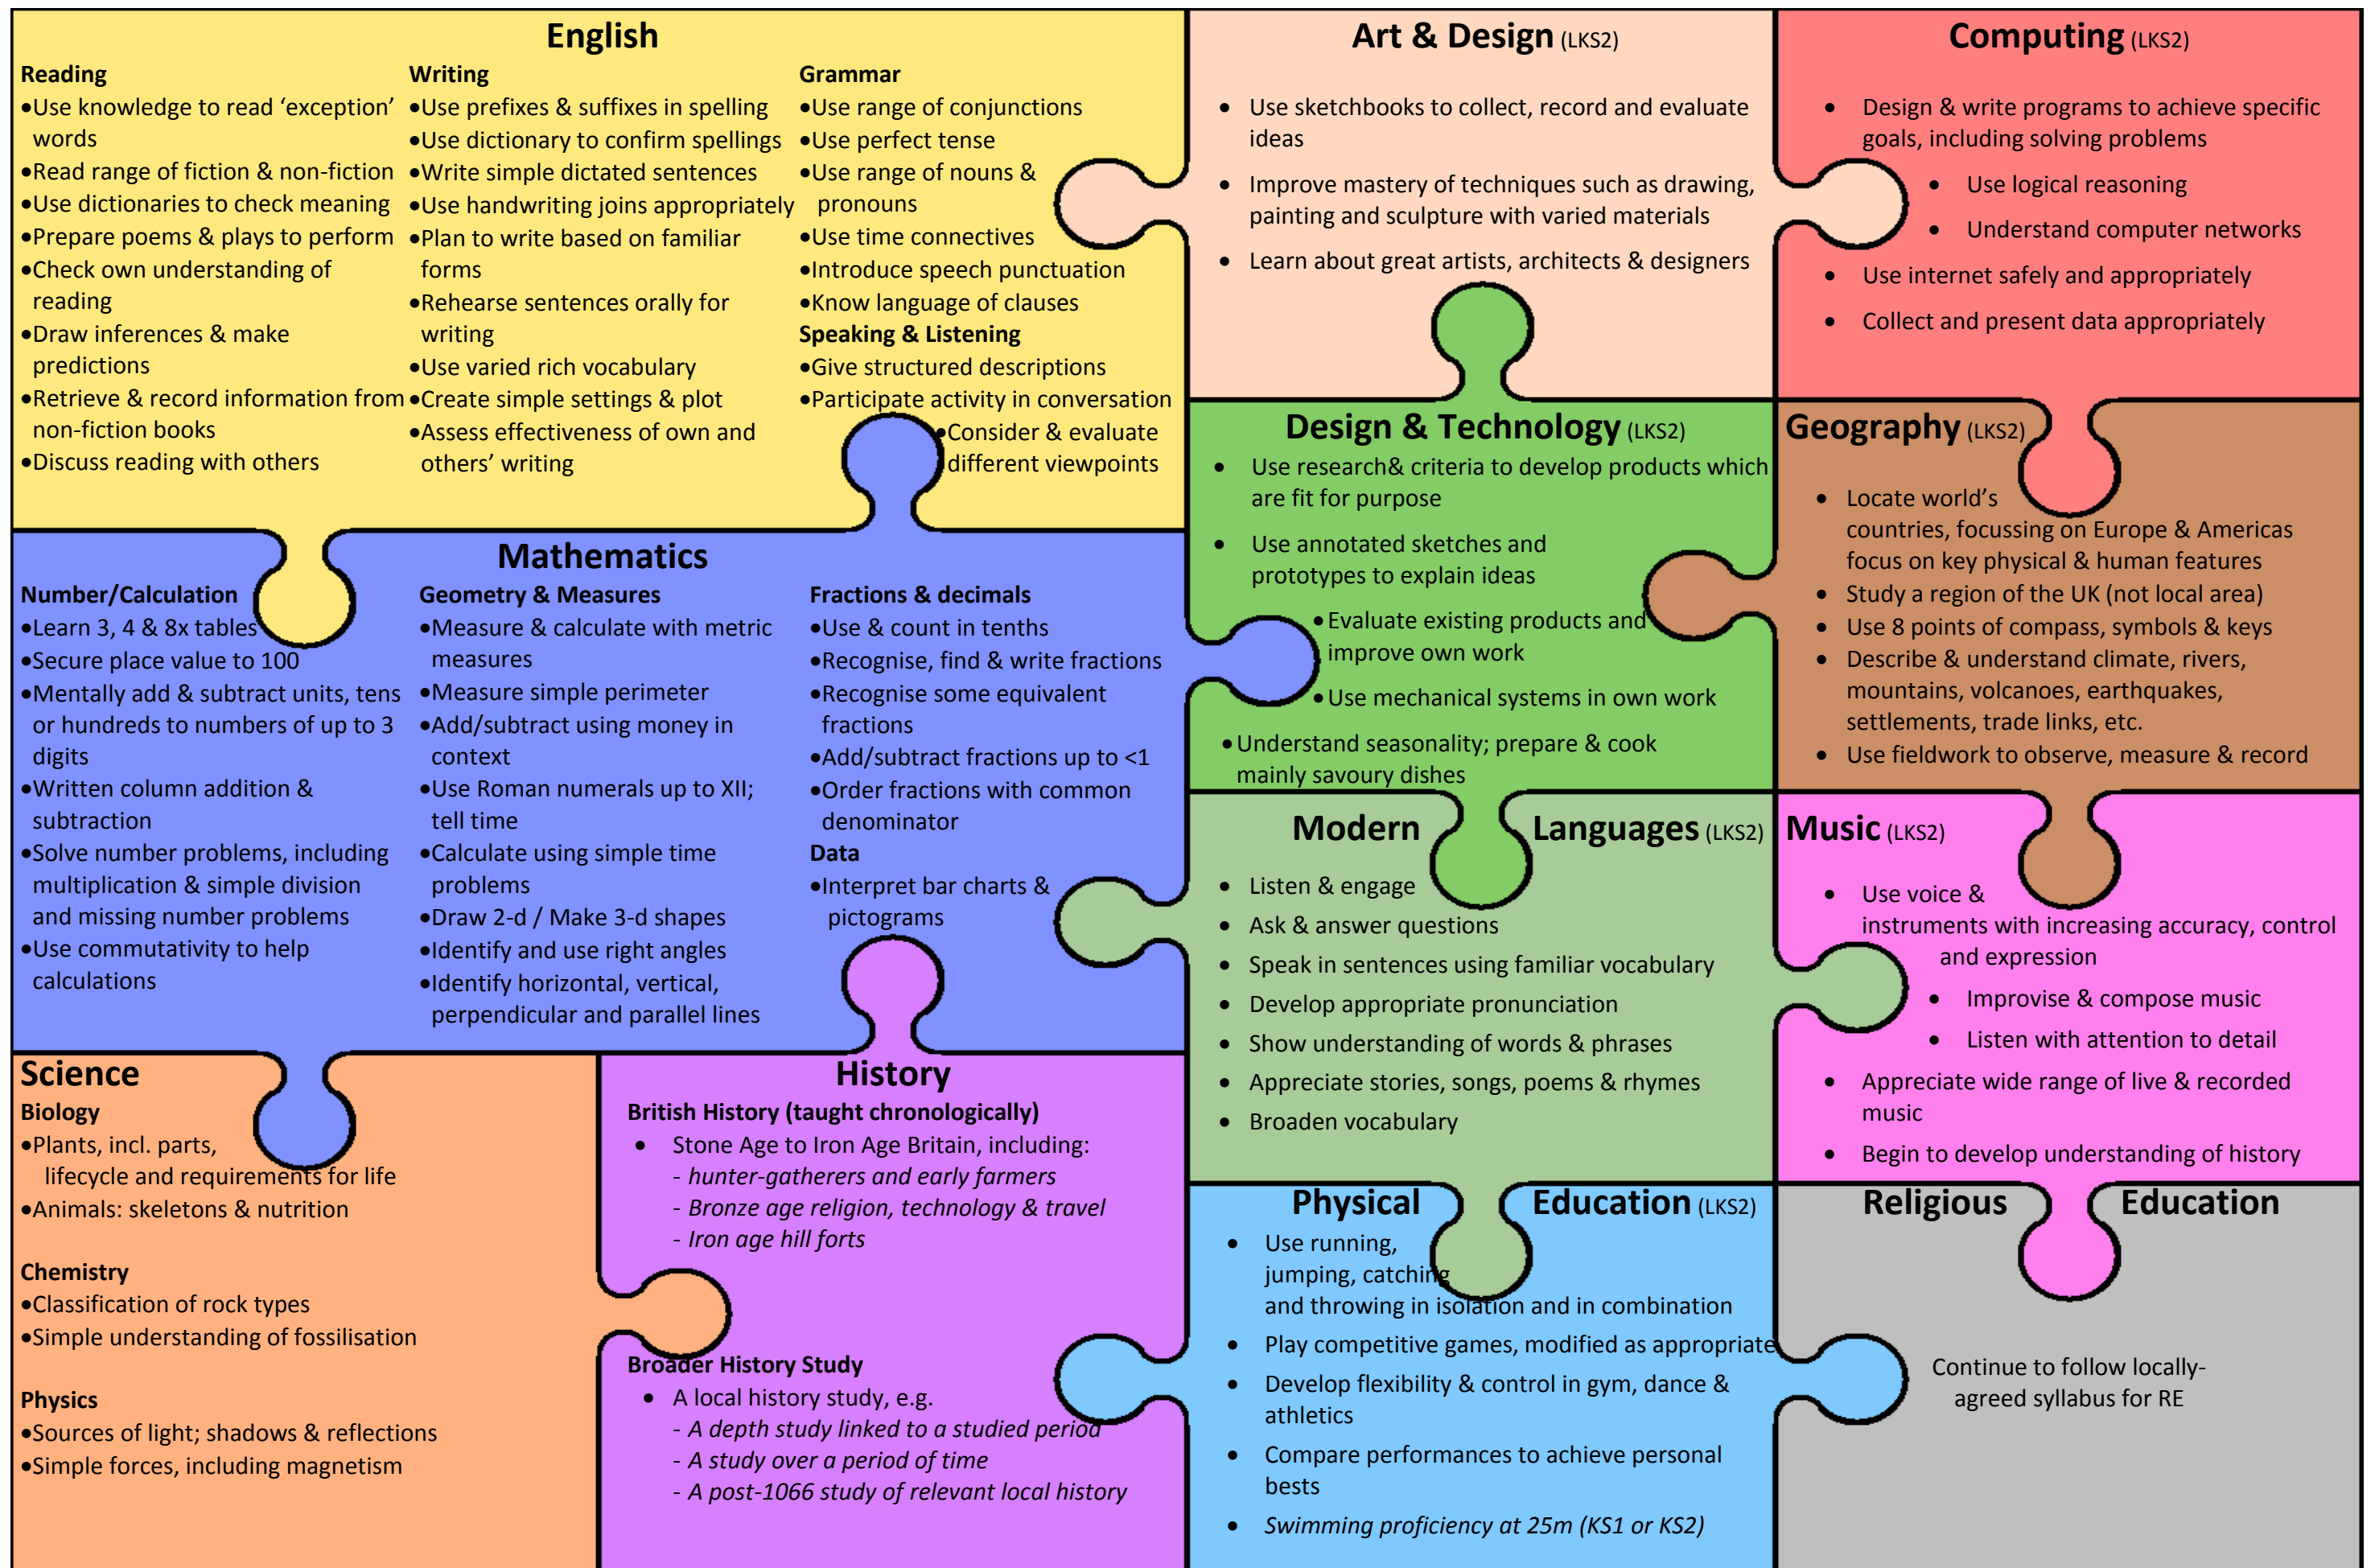 English
Reading
•Use knowledge to read ‘exception’
words
•Read range of fiction & non-fiction
•Use dictionaries to check meaning
•Prepare poems & plays to perform
•Check own understanding of
reading
•Draw inferences & make
predictions
•Retrieve & record information from
non-fiction books
•Discuss reading with others
Writing
•Use prefixes & suffixes in spelling
•Use dictionary to confirm spellings
•Write simple dictated sentences
•Use handwriting joins appropriately
•Plan to write based on familiar
forms
•Rehearse sentences orally for
writing
•Use varied rich vocabulary
•Create simple settings & plot
•Assess effectiveness of own and
others’ writing
Grammar
•Use range of conjunctions
•Use perfect tense
•Use range of nouns &
pronouns
•Use time connectives
•Introduce speech punctuation
•Know language of clauses
Speaking & Listening
•Give structured descriptions
•Participate activity in conversation
•Consider & evaluate
different viewpoints
Art & Design (LKS2)
• Use sketchbooks to collect, record and evaluate
ideas
• Improve mastery of techniques such as drawing,
painting and sculpture with varied materials
• Learn about great artists, architects & designers
Computing (LKS2)
• Design & write programs to achieve specific
goals, including solving problems
• Use logical reasoning
• Understand computer networks
• Use internet safely and appropriately
• Collect and present data appropriately
Mathematics
Number/Calculation
•Learn 3, 4 & 8x tables
•Secure place value to 100
•Mentally add & subtract units, tens
or hundreds to numbers of up to 3
digits
•Written column addition &
subtraction
•Solve number problems, including
multiplication & simple division
and missing number problems
•Use commutativity to help
calculations
Geometry & Measures
•Measure & calculate with metric
measures
•Measure simple perimeter
•Add/subtract using money in
context
•Use Roman numerals up to XII;
tell time
•Calculate using simple time
problems
•Draw 2-d / Make 3-d shapes
•Identify and use right angles
•Identify horizontal, vertical,
perpendicular and parallel lines
Fractions & decimals
•Use & count in tenths
•Recognise, find & write fractions
•Recognise some equivalent
fractions
•Add/subtract fractions up to <1
•Order fractions with common
denominator
Data
•Interpret bar charts &
pictograms
Design & Technology (LKS2)
• Use research& criteria to develop products which
are fit for purpose
• Use annotated sketches and
prototypes to explain ideas
•Evaluate existing products and
improve own work
•Use mechanical systems in own work
•Understand seasonality; prepare & cook
mainly savoury dishes
Geography (LKS2)
• Locate world’s
countries, focussing on Europe & Americas
focus on key physical & human features
• Study a region of the UK (not local area)
• Use 8 points of compass, symbols & keys
• Describe & understand climate, rivers,
mountains, volcanoes, earthquakes,
settlements, trade links, etc.
• Use fieldwork to observe, measure & record
Modern Languages (LKS2)
• Listen & engage
• Ask & answer questions
• Speak in sentences using familiar vocabulary
• Develop appropriate pronunciation
• Show understanding of words & phrases
• Appreciate stories, songs, poems & rhymes
• Broaden vocabulary
Music (LKS2)
• Use voice &
instruments with increasing accuracy, control
and expression
• Improvise & compose music
• Listen with attention to detail
• Appreciate wide range of live & recorded
music
• Begin to develop understanding of history
Science
Biology
•Plants, incl. parts,
lifecycle and requirements for life
•Animals: skeletons & nutrition
Chemistry
•Classification of rock types
•Simple understanding of fossilisation
Physics
•Sources of light; shadows & reflections
•Simple forces, including magnetism
History
British History (taught chronologically)
• Stone Age to Iron Age Britain, including:
- hunter-gatherers and early farmers
- Bronze age religion, technology & travel
- Iron age hill forts
Broader History Study
• A local history study, e.g.
- A depth study linked to a studied period
- A study over a period of time
- A post-1066 study of relevant local history
Physical Education (LKS2)
• Use running,
jumping, catching
and throwing in isolation and in combination
• Play competitive games, modified as appropriate
• Develop flexibility & control in gym, dance &
athletics
• Compare performances to achieve personal
bests
• Swimming proficiency at 25m (KS1 or KS2)
Religious Education
Continue to follow locally-
agreed syllabus for RE